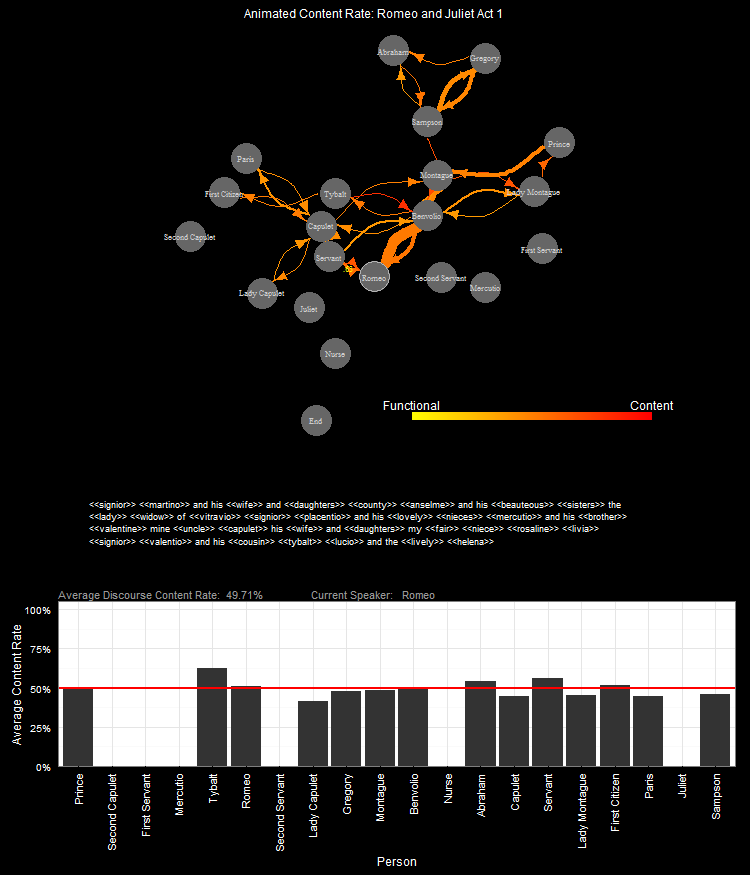 Animated Content Rate: Romeo and Juliet Act 1
Abraham
Gregory
Sampson
Prince
Paris
Montague
First Citizen
Tybalt
Lady Montague
Benvolio
Capulet
Second Capulet
First Servant
Servant
Romeo
Second Servant
Mercutio
Lady Capulet
Juliet
Nurse
Functional Content
End
<<signior>> <<martino>> and his <<wife>> and <<daughters>> <<county>> <<anselme>> and his <<beauteous>> <<sisters>> the
<<lady>> <<widow>> of <<vitravio>> <<signior>> <<placentio>> and his <<lovely>> <<nieces>> <<mercutio>> and his <<brother>>
<<valentine>> mine <<uncle>> <<capulet>> his <<wife>> and <<daughters>> my <<fair>> <<niece>> <<rosaline>> <<livia>>
<<signior>> <<valentio>> and his <<cousin>> <<tybalt>> <<lucio>> and the <<lively>> <<helena>>
Average Discourse Content Rate: 49.71% Current Speaker: Romeo
100%
75%
50%
25%
0%
Average Content Rate
Prince
Second Capulet
First Servant
Mercutio
Tybalt
Romeo
Second Servant
Lady Capulet
Gregory
Montague
Benvolio
Nurse
Abraham
Capulet
Servant
Lady Montague
First Citizen
Paris
Juliet
Sampson
Person